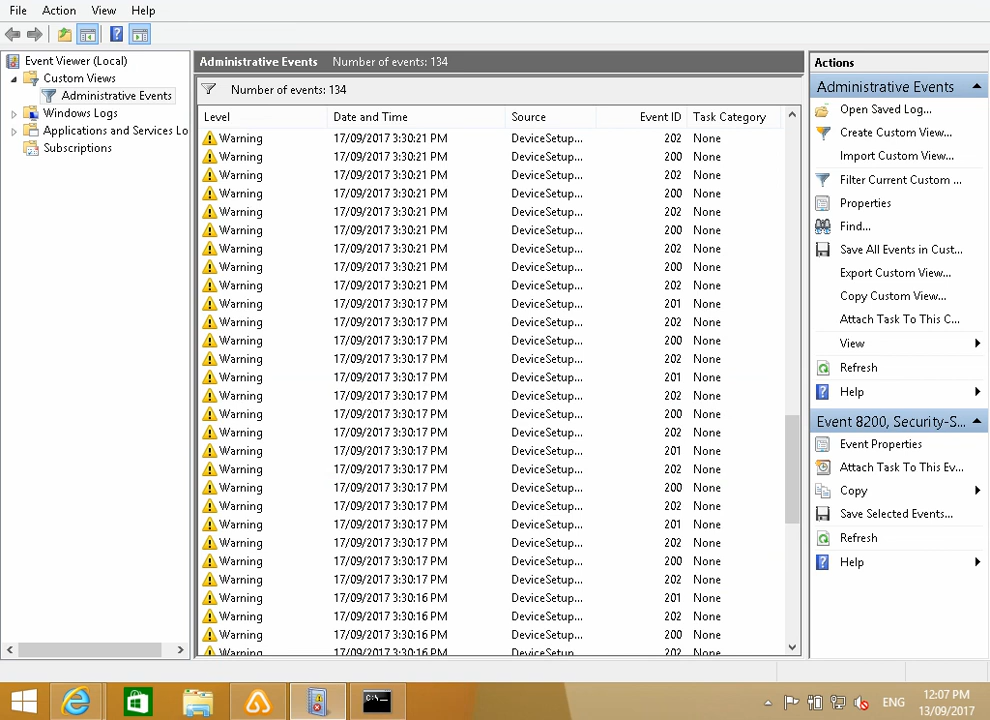 File Action View Help
Event Viewer (Local)
Custom Views
Administrative Events
Windows Logs
Applications and Services Lo
Subscriptions
Administrative Events Number of events: 134
Number of events: 134
Level Date and Time Source Event ID Task Category
Warning 17/09/2017 3:30:21 PM DeviceSetup... 202 None
Warning 17/09/2017 3:30:21 PM DeviceSetup... 200 None
Warning 17/09/2017 3:30:21 PM DeviceSetup... 202 None
Warning 17/09/2017 3:30:21 PM DeviceSetup... 200 None
Warning 17/09/2017 3:30:21 PM DeviceSetup... 202 None
Warning 17/09/2017 3:30:21 PM DeviceSetup... 200 None
Warning 17/09/2017 3:30:21 PM DeviceSetup... 202 None
Warning 17/09/2017 3:30:21 PM DeviceSetup... 200 None
Warning 17/09/2017 3:30:21 PM DeviceSetup... 202 None
Warning 17/09/2017 3:30:17 PM DeviceSetup... 201 None
Warning 17/09/2017 3:30:17 PM DeviceSetup... 202 None
Warning 17/09/2017 3:30:17 PM DeviceSetup... 200 None
Warning 17/09/2017 3:30:17 PM DeviceSetup... 202 None
Warning 17/09/2017 3:30:17 PM DeviceSetup... 201 None
Warning 17/09/2017 3:30:17 PM DeviceSetup... 202 None
Warning 17/09/2017 3:30:17 PM DeviceSetup... 200 None
Warning 17/09/2017 3:30:17 PM DeviceSetup... 202 None
Warning 17/09/2017 3:30:17 PM DeviceSetup... 201 None
Warning 17/09/2017 3:30:17 PM DeviceSetup... 202 None
Warning 17/09/2017 3:30:17 PM DeviceSetup... 200 None
Warning 17/09/2017 3:30:17 PM DeviceSetup... 202 None
Warning 17/09/2017 3:30:17 PM DeviceSetup... 201 None
Warning 17/09/2017 3:30:17 PM DeviceSetup... 202 None
Warning 17/09/2017 3:30:17 PM DeviceSetup... 200 None
Warning 17/09/2017 3:30:17 PM DeviceSetup... 202 None
Warning 17/09/2017 3:30:16 PM DeviceSetup... 201 None
Warning 17/09/2017 3:30:16 PM DeviceSetup... 202 None
Warning 17/09/2017 3:30:16 PM DeviceSetup... 200 None
Warning 17/09/2017 3:30:16 PM DeviceSetup... 202 None
Actions
Administrative Events
Open Saved Log...
Create Custom View...
Import Custom View...
Filter Current Custom ...
Properties
Find...
Save All Events in Cust...
Export Custom View...
Copy Custom View...
Attach Task To This C...
View
Refresh
Help
Event 8200, Security-S...
Event Properties
Attach Task To This Ev...
Copy
Save Selected Events...
Refresh
Help
C:\_
ENG
12:07 PM
13/09/2017